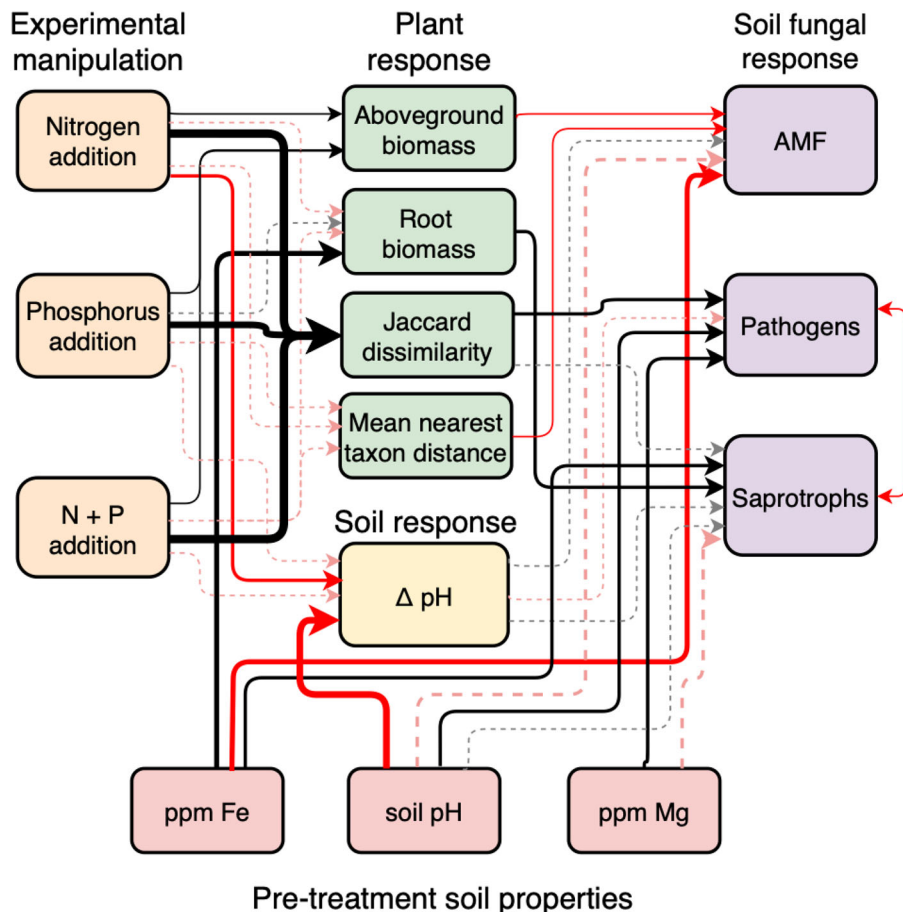 Experimental
manipulation
Plant
response
Soil fungal
response
Nitrogen
addition
Aboveground
biomass
AMF
Root
biomass
Phosphorus
addition
Jaccard
dissimilarity
Pathogens
Mean nearest
taxon distance
N + P
addition
Saprotrophs
Soil response
Δ pH
ppm Fe
soil pH
ppm Mg
Pre-treatment soil properties